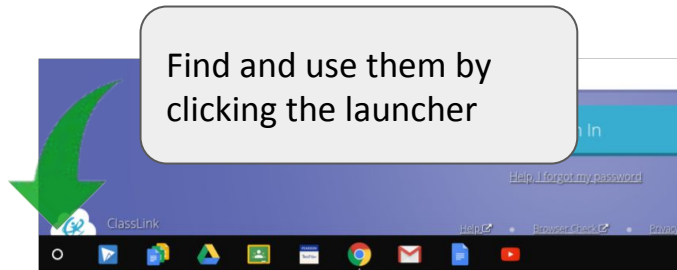 Find and use them by
clicking the launcher
In
Help, I forgot my password
ClassLink
Help
Browser Check